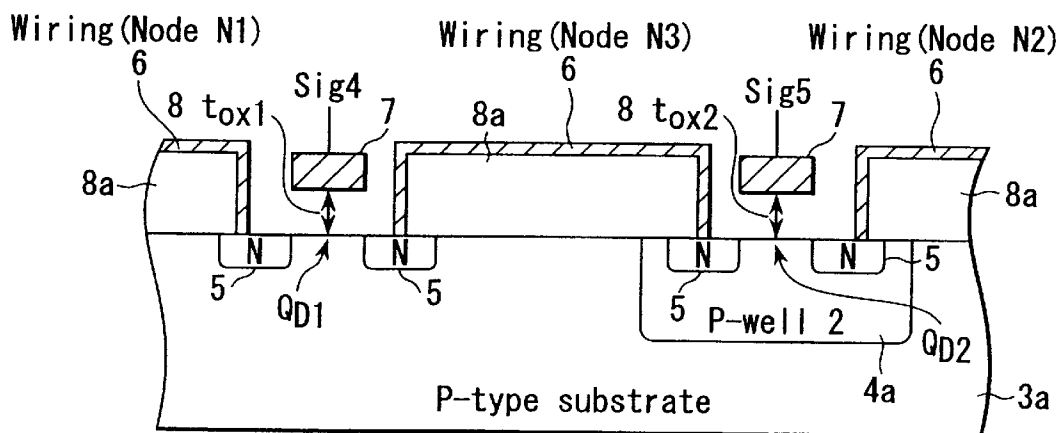 Wiring(Node N1)
Wiring(Node N3)
Wiring(Node N2)
6
6
6
Sig4
Sig5
8 tox1
7
8a
8 tox2
7
8a
8a
N
N
N
N
5
5
5
5
QD1
P-well 2
QD2
4a
P-type substrate
3a